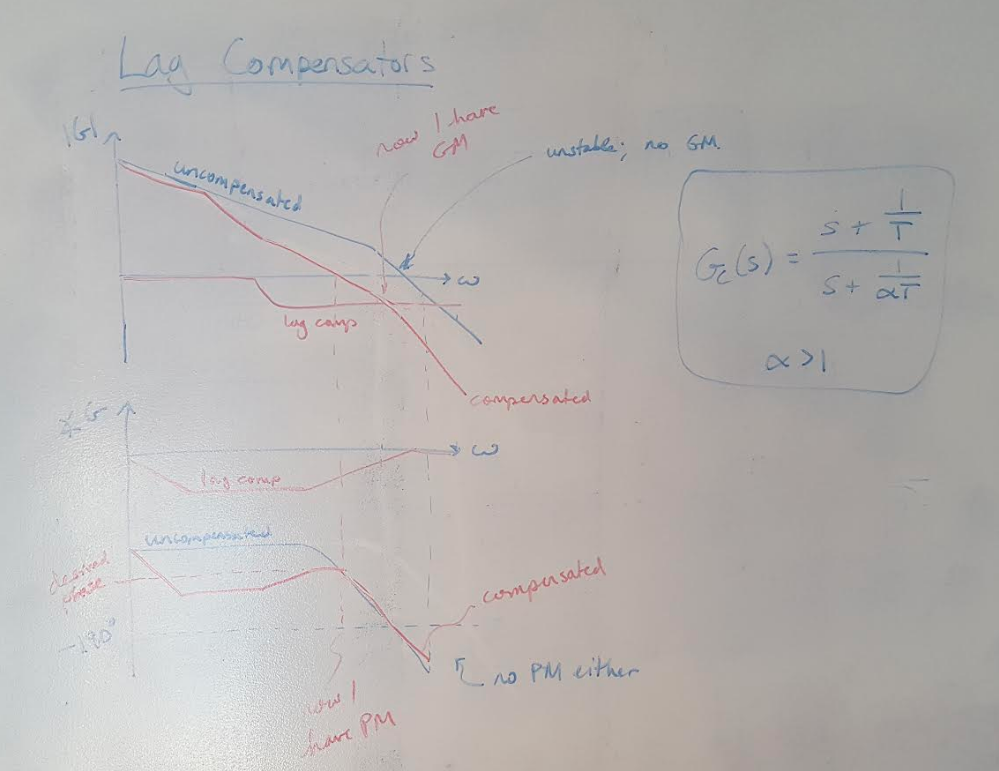 Lag Compensators
|G|
now I have
GM
unstable; no GM.
uncompensated
ω
lag comp
compensated
G_c(s) = (s + 1/T) / (s + 1/αT)
α > 1
∠G
ω
lag comp
uncompensated
desired
phase
compensated
-180°
no PM either
now I
have PM